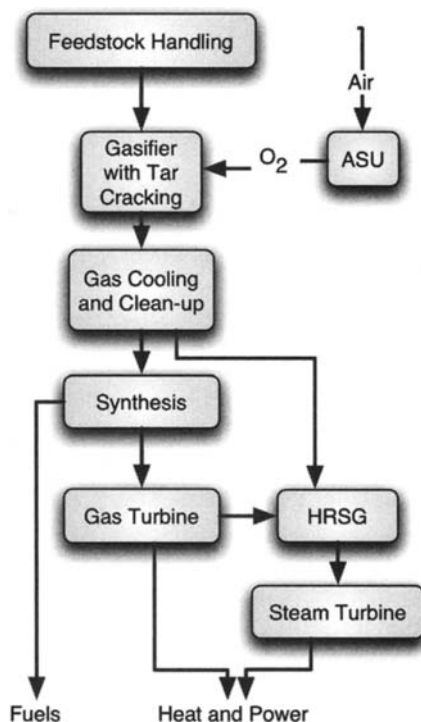 Feedstock Handling
Air
Gasifier
with Tar
Cracking
O₂
ASU
Gas Cooling
and Clean-up
Synthesis
Gas Turbine
HRSG
Steam Turbine
Fuels
Heat and Power